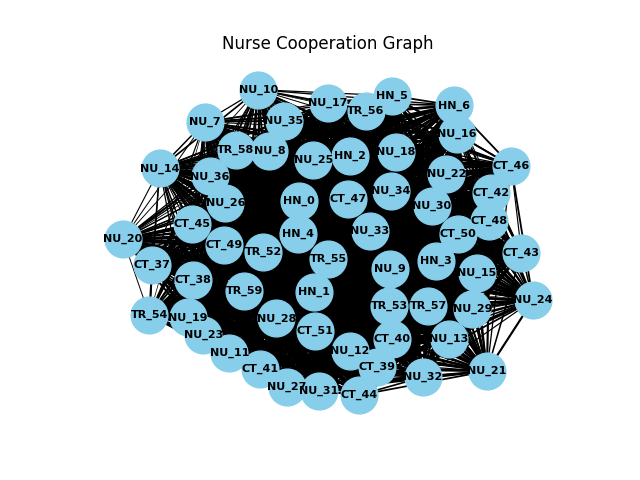 Nurse Cooperation Graph
NU_10
HN_5
NU_17
HN_6
TR_56
NU_7
NU_35
NU_16
TR_58
NU_8
NU_18
HN_2
NU_25
NU_14
CT_46
NU_36
NU_22
NU_34
CT_42
CT_47
HN_0
NU_26
NU_30
CT_48
CT_45
NU_33
HN_4
CT_50
NU_20
CT_49
TR_52
CT_43
TR_55
HN_3
CT_37
NU_9
NU_15
CT_38
TR_59
HN_1
NU_24
TR_53
TR_57
NU_29
TR_54
NU_19
NU_28
CT_51
NU_23
CT_40
NU_13
NU_11
NU_12
CT_39
CT_41
NU_21
NU_32
NU_27
NU_31
CT_44